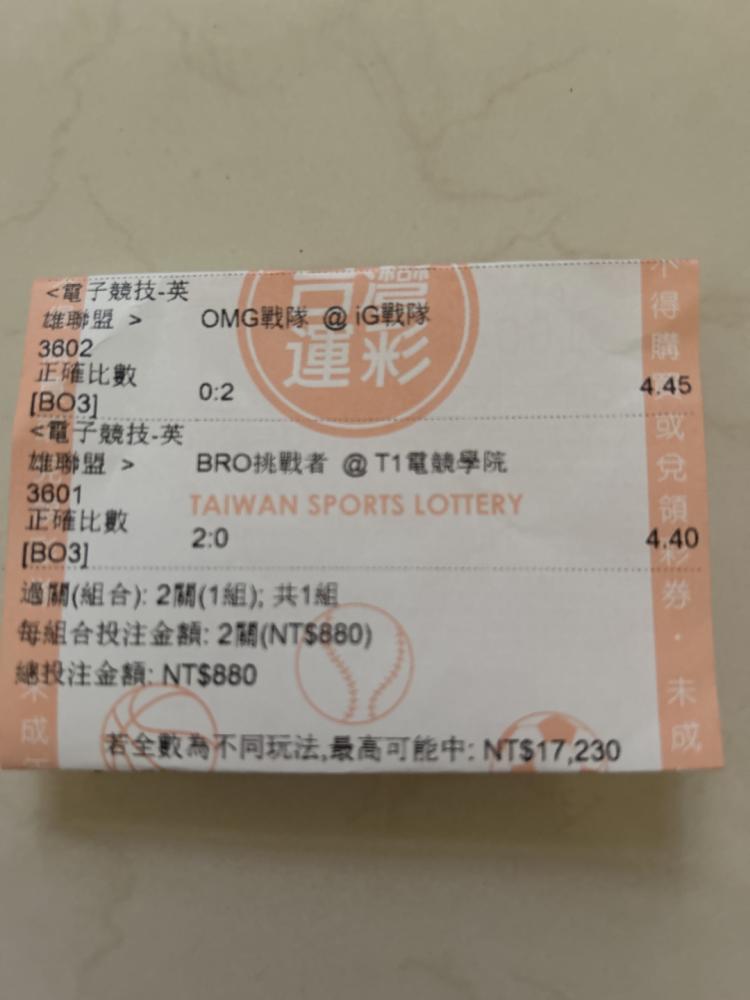 <電子競技-英
雄聯盟 > OMG戰隊 @ iG戰隊
3602
正確比數
[BO3] 0:2 4.45
<電子競技-英
雄聯盟 > BRO挑戰者 @ T1電競學院
3601
TAIWAN SPORTS LOTTERY
正確比數
[BO3] 2:0 4.40
過關(組合): 2關(1組); 共1組
每組合投注金額: 2關(NT$880)
總投注金額: NT$880
若全數為不同玩法,最高可能中: NT$17,230
台灣
運彩
不得購買或兌領彩券.未成
未成年